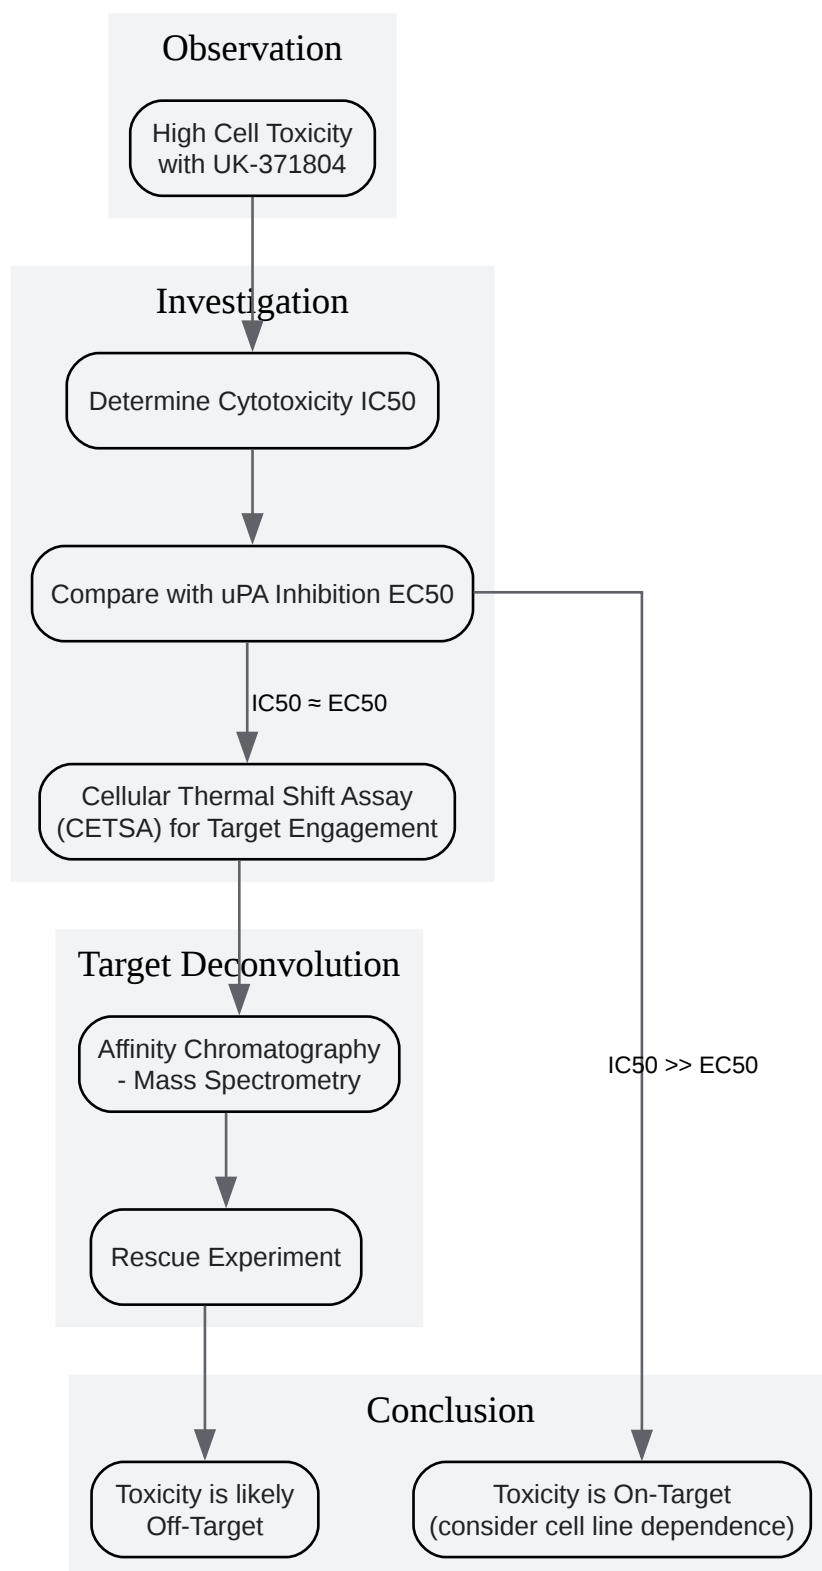 Observation
High Cell Toxicity
with UK-371804
Investigation
Determine Cytotoxicity IC50
Compare with uPA Inhibition EC50
IC50 ≈ EC50
Cellular Thermal Shift Assay
(CETSA) for Target Engagement
Target Deconvolution
Affinity Chromatography
- Mass Spectrometry
IC50 >> EC50
Rescue Experiment
Conclusion
Toxicity is likely
Off-Target
Toxicity is On-Target
(consider cell line dependence)